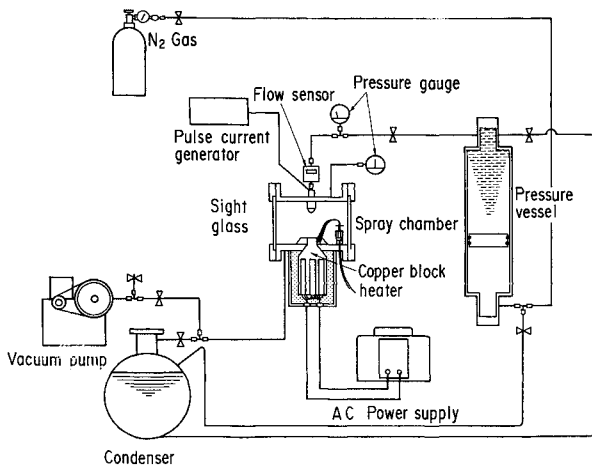 N2 Gas
Pressure gauge
Flow sensor
Pulse current
generator
Sight
glass
Spray chamber
Pressure
vessel
Copper block
heater
Vacuum pump
AC Power supply
Condenser